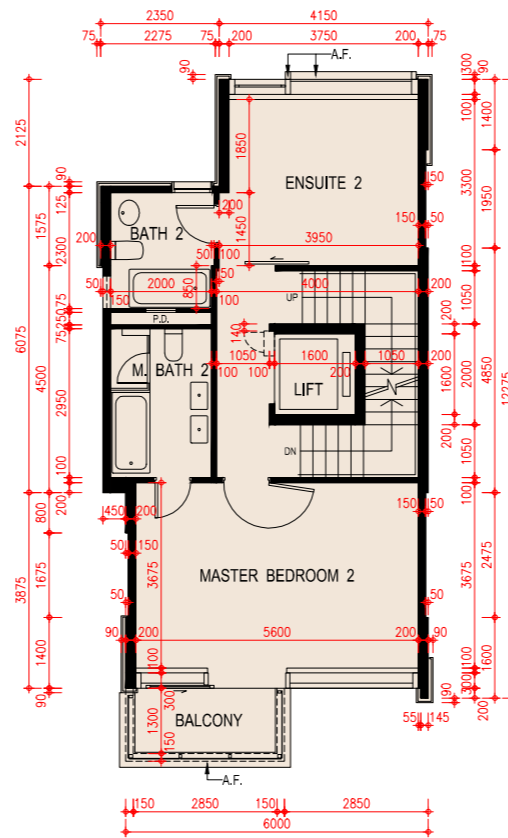 2350 4150
75 2275 75 200 3750 200 75
A.F.
90 300 90
100
2125 1850 1400
ENSUITE 2 3300
90 50 1950
125 200
1575 BATH 2 1450 150 50
200 2300 50 100 3950 100
50 4000
150 2000 850 100 UP 1050
75 P.D. 200
250 140
75
6075 4500 1050 1600 1050 200 2000 4850 12275
M. BATH 2 100 100 LIFT 200 1600
2950 200
DN 1050
100 100
200 150
800 450 200 50
50 150 3675 2475 3675
3875 1675 MASTER BEDROOM 2
50 50
90 200 5600 200 90
1400 100 100 1600
90 300 300 90
1300 BALCONY 200
150 55 145
A.F.
150 2850 150 2850
6000